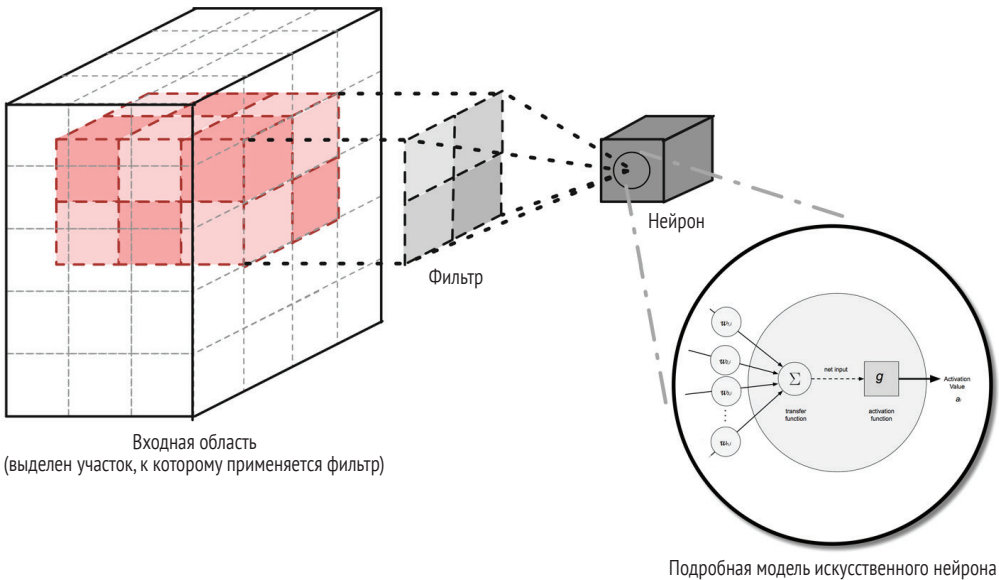 Нейрон
Фильтр
Входная область
(выделен участок, к которому применяется фильтр)
net input
Σ
g
transfer
function
activation
function
Activation
Value
Подробная модель искусственного нейрона